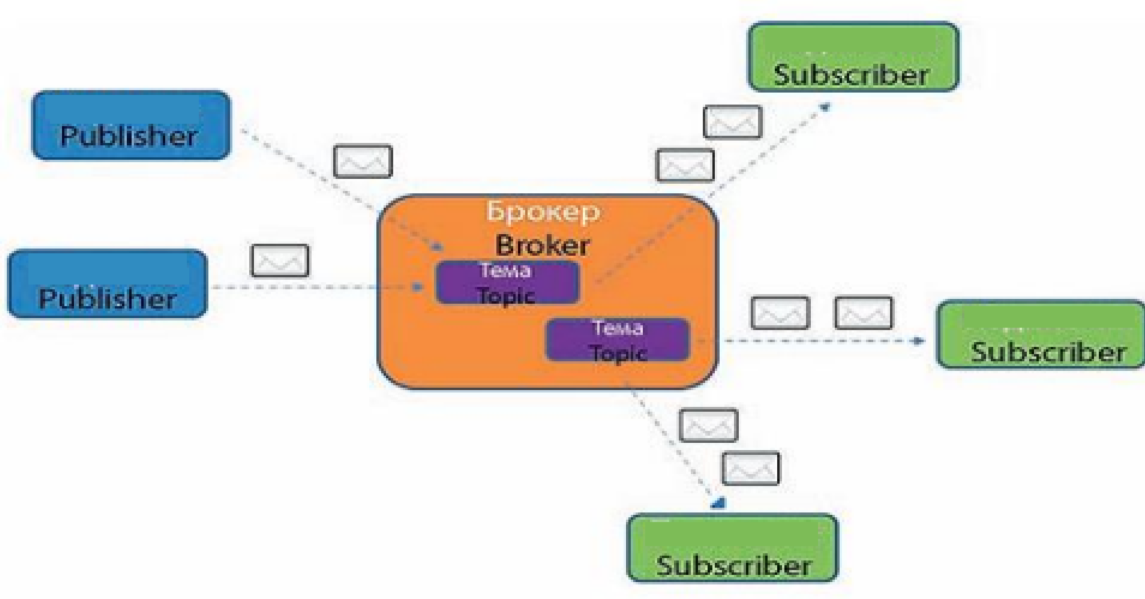 Subscriber
Publisher
Брокер
Broker
Тема
Topic
Publisher
Тема
Topic
Subscriber
Subscriber